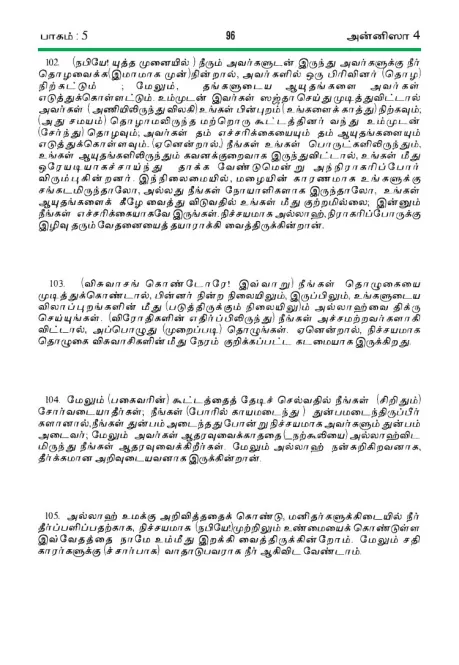 பாகம் : 5 96 அன்னிஸா 4
102. (நபியே! யுத்த முனையில் ) நீரும் அவர்களுடன் இருந்து அவர்களுக்கு நீர்
தொழவைக்க(இமாமாக முன்)நின்றால், அவர்களில் ஒரு பிரிவினர் (தொழ)
நிற்கட்டும் ; மேலும், தங்களுடைய ஆயுதங்களை அவர்கள்
எடுத்துக்கொள்ளட்டும். உம்முடன் இவர்கள் ஸஜ்தா செய்து முடித்துவிட்டால்
அவர்கள் (அணியிலிருந்து விலகி) உங்கள் பின்புறம் ( உங்களைக் காத்து) நிற்கவும்,
(அது சமயம்) தொழாமலிருந்த மற்றொரு கூட்டத்தினர் வந்து உம்முடன்
(சேர்ந்து) தொழவும்; அவர்கள் தம் எச்சரிக்கையையும் தம் ஆயுதங்களையும்
எடுத்துக்கொள்ளவும். (ஏனென்றால்,) நீங்கள் உங்கள் பொருட்களிலிருந்தும்,
உங்கள் ஆயுதங்களிலிருந்தும் கவனக்குறைவாக இருந்துவிட்டால், உங்கள் மீது
ஒரேயடியாகச்சாய்ந்து தாக்க வேண்டுமென்று அந்நிராகரிப்போர்
விரும்புகின்றனர். இந்நிலைமையில், மழையின் காரணமாக உங்களுக்கு
சங்கடமிருந்தாலோ, அல்லது நீங்கள் நோயாளிகளாக இருந்தாலோ, உங்கள்
ஆயுதங்களைக் கீழே வைத்து விடுவதில் உங்கள் மீது குற்றமில்லை; இன்னும்
நீங்கள் எச்சரிக்கையாகவே இருங்கள். நிச்சயமாக அல்லாஹ், நிராகரிப்போருக்கு
இழிவு தரும் வேதனையைத் தயாராக்கி வைத்திருக்கின்றான்.
103. (விசுவாசங் கொண்டோரே! இவ்வாறு) நீங்கள் தொழுகையை
முடித்துக்கொண்டால், பின்னர் நின்ற நிலையிலும், இருப்பிலும், உங்களுடைய
விலாப்புறங்களின் மீது (படுத்திருக்கும் நிலையிலு)ம் அல்லாஹ்வை திக்ரு
செய்யுங்கள். (விரோதிகளின் எதிர்ப்பிலிருந்து) நீங்கள் அச்சமற்றவர்களாகி
விட்டால், அப்பொழுது (முறைப்படி) தொழுங்கள். ஏனென்றால், நிச்சயமாக
தொழுகை விசுவாசிகளின் மீது நேரம் குறிக்கப்பட்ட கடமையாக இருக்கிறது.
104. மேலும் (பகைவரின்) கூட்டத்தைத் தேடிச் செல்வதில் நீங்கள் (சிறிதும்)
சோர்வடையாதீர்கள்; நீங்கள் (போரில் காயமடைந்து ) துன்பமடைந்திருப்பீர்
களானால், நீங்கள் துன்பம் அடைந்தது போன்று நிச்சயமாக அவர்களும் துன்பம்
அடைவர்; மேலும் அவர்கள் ஆதரவுவைக்காததை (_நற்கூலியை) அல்லாஹ்விட
மிருந்து நீங்கள் ஆதரவுவைக்கிறீர்கள். மேலும் அல்லாஹ் நன்கறிகிறவனாக,
தீர்க்கமான அறிவுடையவனாக இருக்கின்றான்.
105. அல்லாஹ் உமக்கு அறிவித்ததைக் கொண்டு, மனிதர்களுக்கிடையில் நீர்
தீர்ப்பளிப்பதற்காக, நிச்சயமாக (நபியே!)முற்றிலும் உண்மையைக் கொண்டுள்ள
இவ்வேதத்தை நாமே உம்மீது இறக்கி வைத்திருக்கின்றோம். மேலும் சதி
காரர்களுக்கு (ச் சார்பாக) வாதாடுபவராக நீர் ஆகிவிட வேண்டாம்.